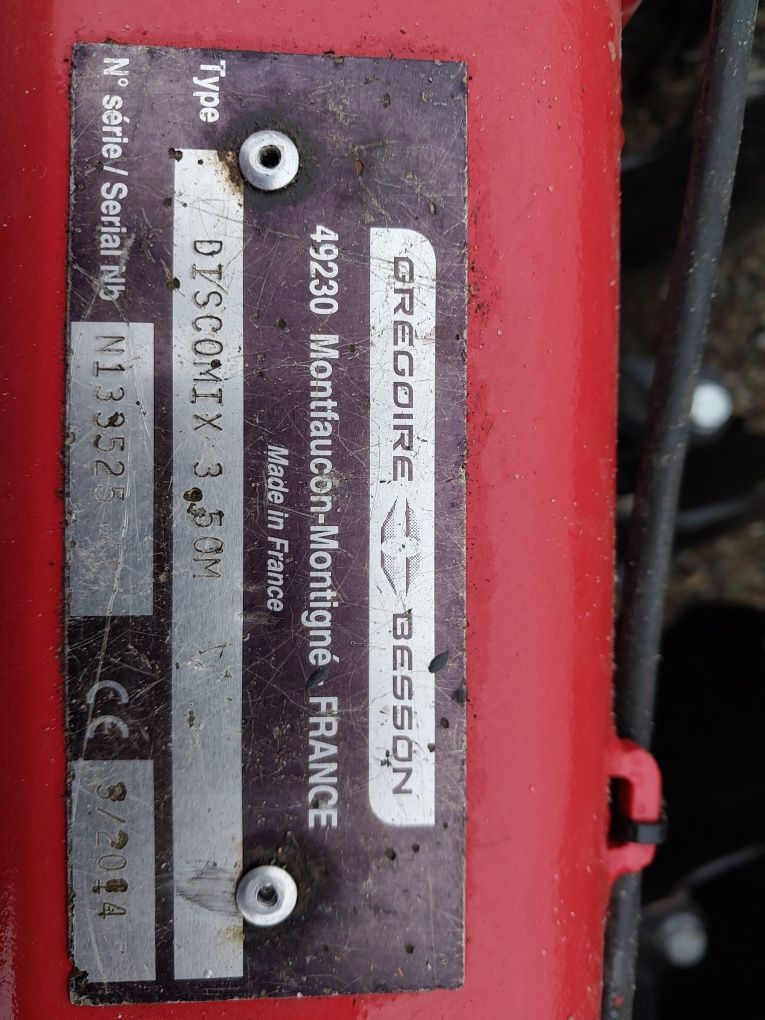 GREGOIRE BESSON
49230 Montfaucon-Montigné FRANCE
Made in France
Type DISCOMIX 3,50M
N° série / Serial Nb N133525 CE 3/2014